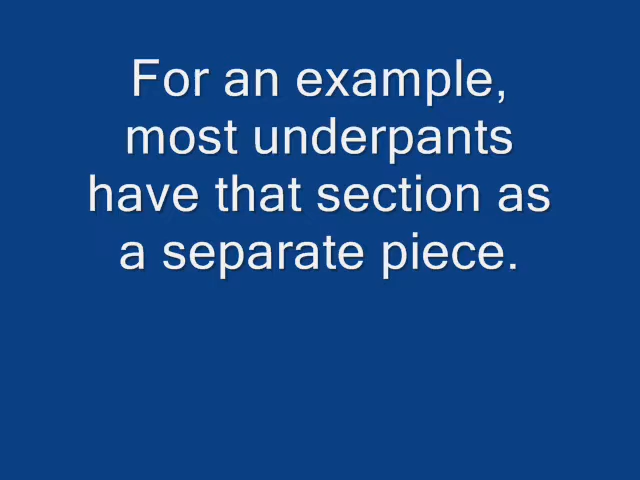 For an example,
most underpants
have that section as
a separate piece.